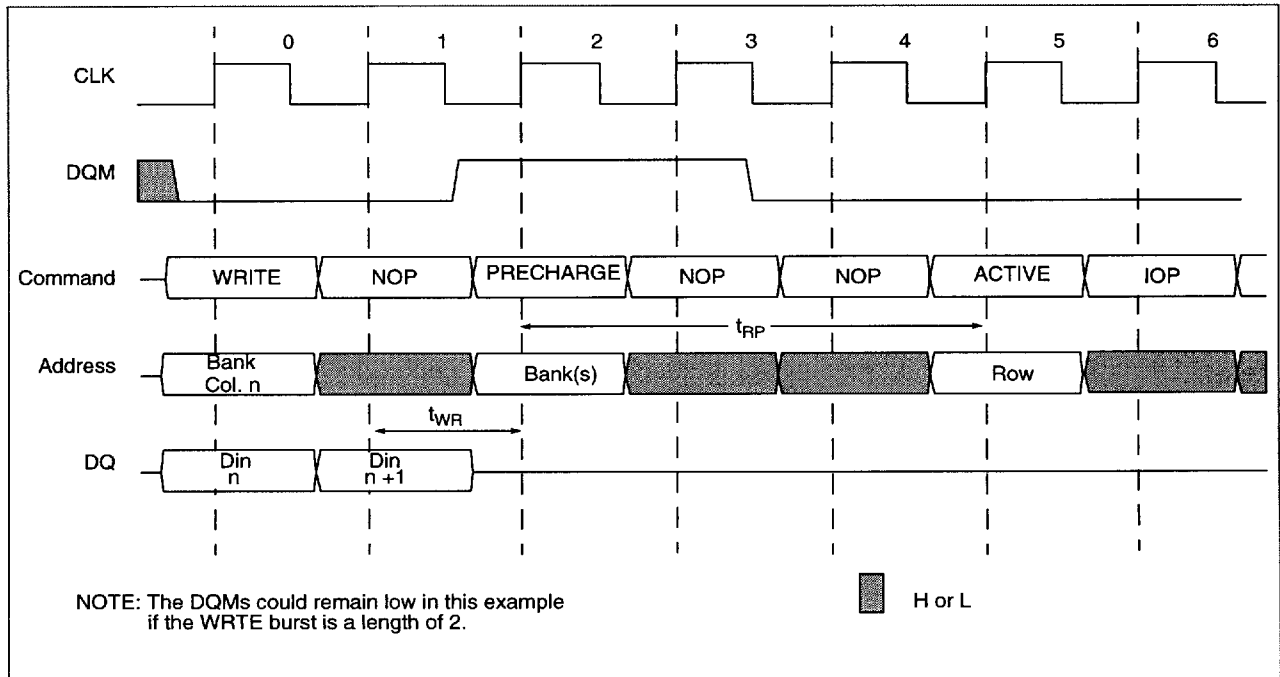 0 1 2 3 4 5 6
CLK
DQM
Command WRITE NOP PRECHARGE NOP NOP ACTIVE IOP
tRP
Address Bank Col. n Bank(s) Row
tWR
DQ Din n Din n +1
NOTE: The DQMs could remain low in this example
if the WRTE burst is a length of 2.
H or L